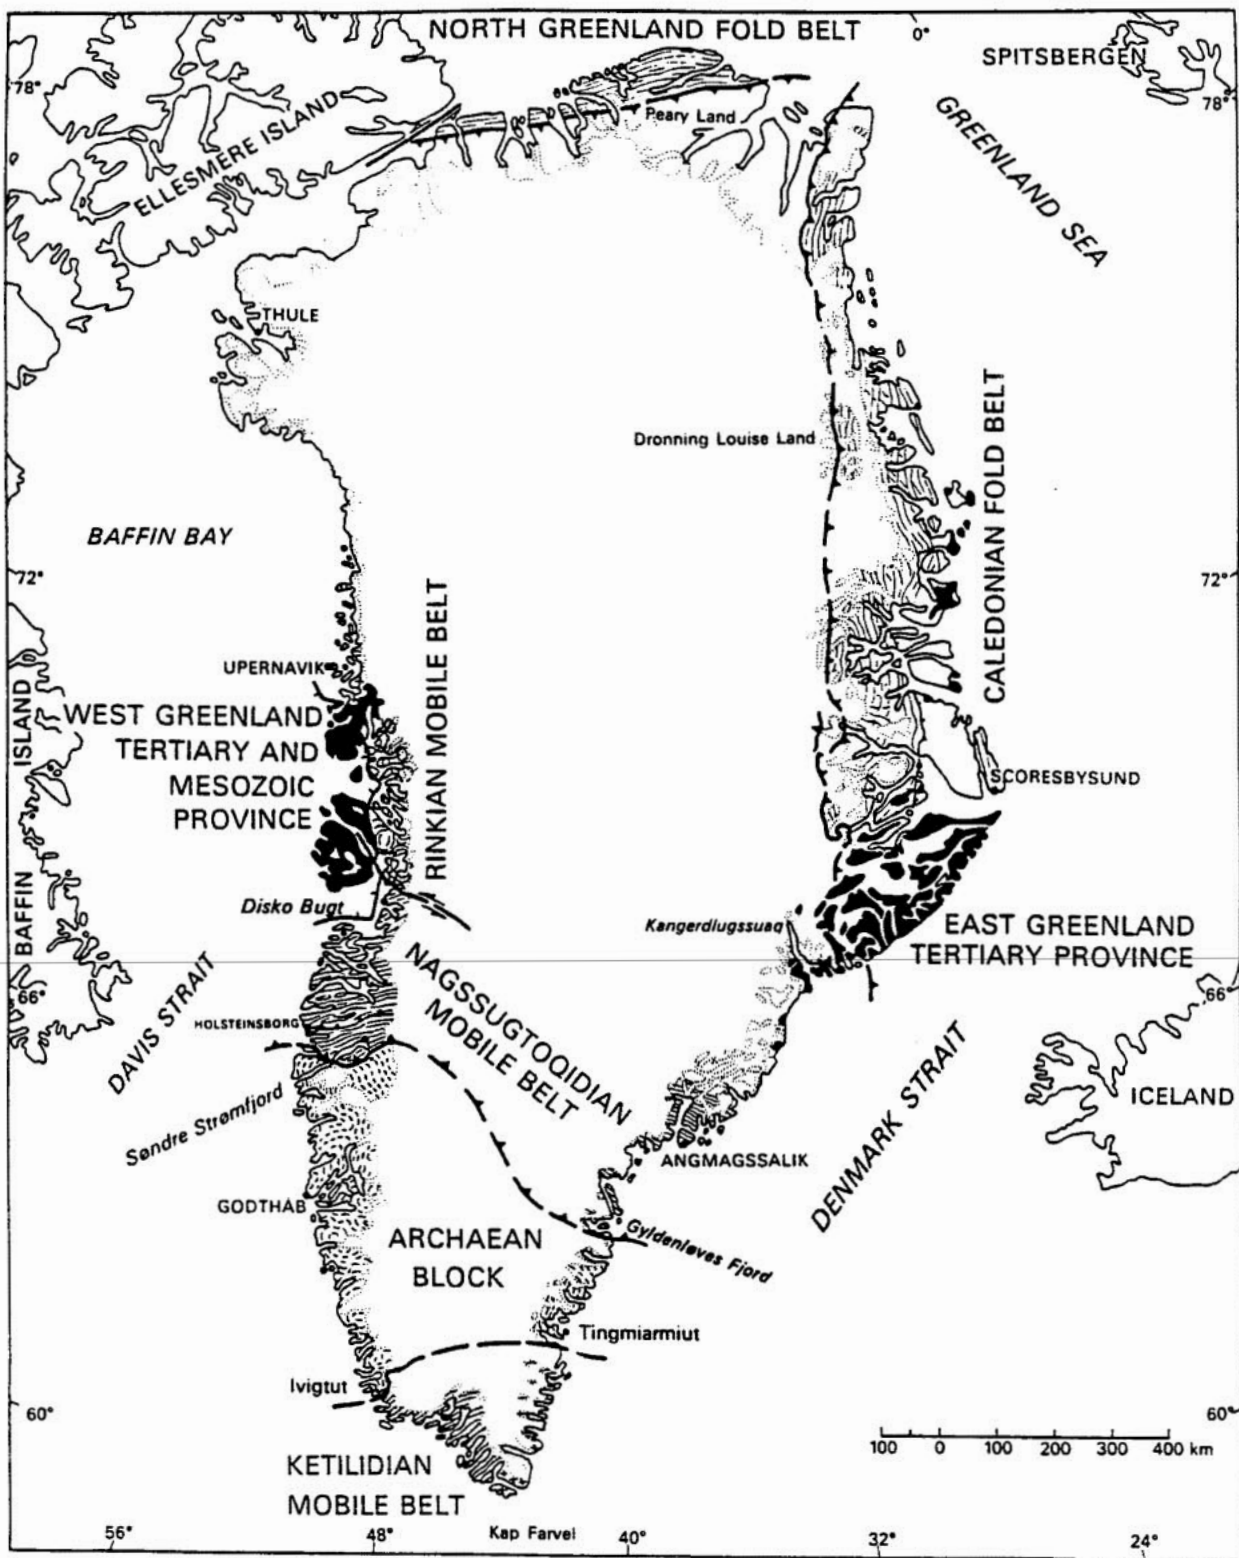 NORTH GREENLAND FOLD BELT
0°
SPITSBERGEN
78°
78°
Peary Land
ELLESMERE ISLAND
GREENLAND SEA
THULE
Dronning Louise Land
CALEDONIAN FOLD BELT
BAFFIN BAY
72°
72°
RINKIAN MOBILE BELT
UPERNAVIK
WEST GREENLAND
TERTIARY AND
MESOZOIC
PROVINCE
BAFFIN ISLAND
SCORESBYSUND
Disko Bugt
Kangerdlugssuaq
EAST GREENLAND
TERTIARY PROVINCE
NAGSSUGTOQIDIAN
MOBILE BELT
66°
66°
DAVIS STRAIT
HOLSTEINSBORG
DENMARK STRAIT
ICELAND
Søndre Strømfjord
ANGMAGSSALIK
GODTHÅB
ARCHAEAN
BLOCK
Gyldenløves Fjord
Tingmiarmiut
Ivigtut
60°
60°
100 0 100 200 300 400 km
KETILIDIAN
MOBILE BELT
Kap Farvel
56° 48° 40° 32° 24°